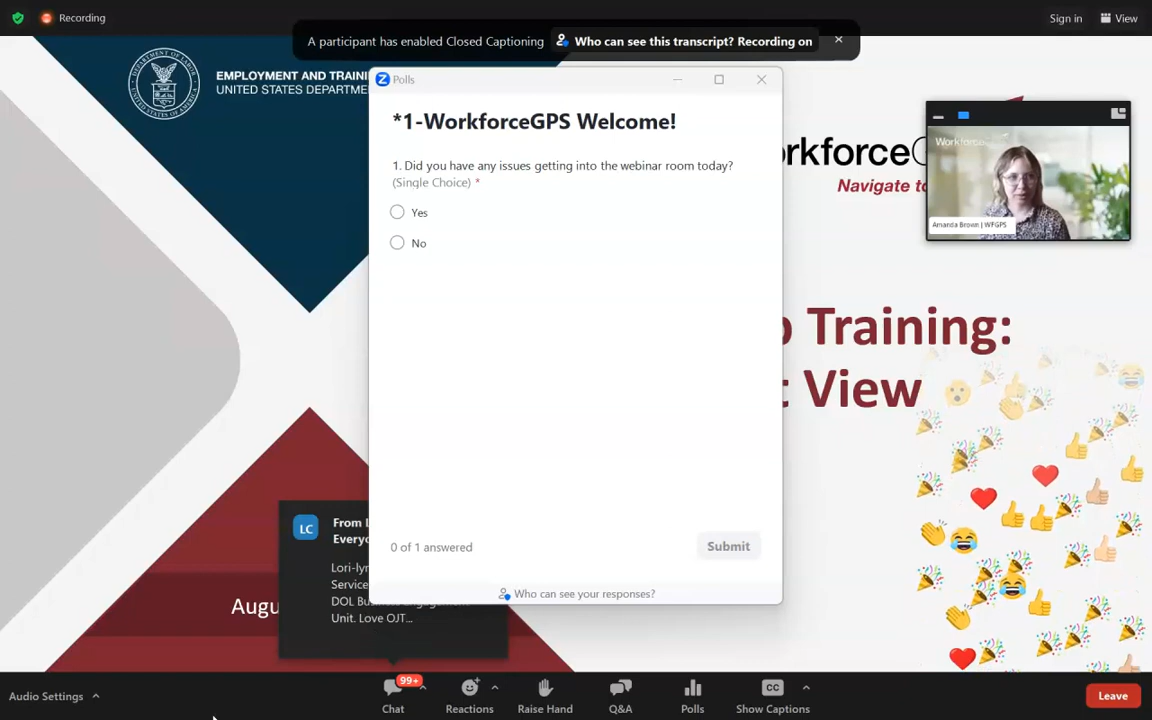 Recording
Sign in
View
A participant has enabled Closed Captioning
Who can see this transcript? Recording on
EMPLOYMENT AND TRAINI
UNITED STATES DEPARTME
Polls
*1-WorkforceGPS Welcome!
1. Did you have any issues getting into the webinar room today?
(Single Choice) *
Yes
No
0 of 1 answered
Submit
Who can see your responses?
rkforce
Navigate to
Workforce
Amanda Brown | WFGPS
Training:
View
Augu
LC
From L
Everyo
Lori-lyn
Service
DOL Bu
Unit. Love OJT...
Audio Settings
99+
Chat
Reactions
Raise Hand
Q&A
Polls
CC
Show Captions
Leave